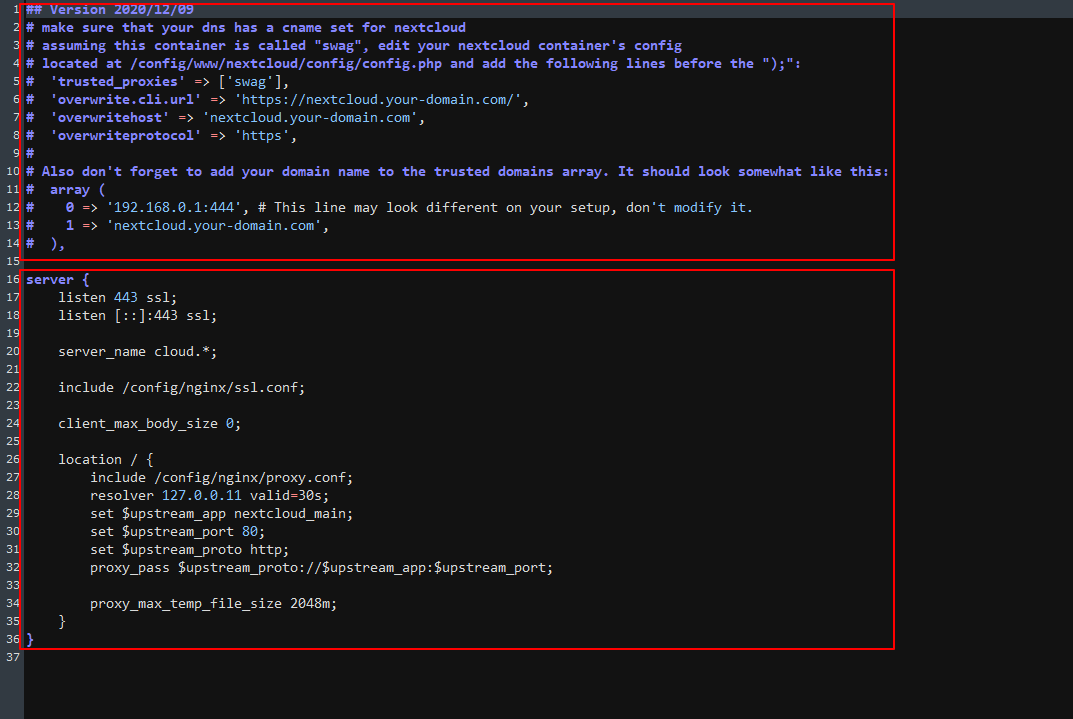 1 ## Version 2020/12/09
2 # make sure that your dns has a cname set for nextcloud
3 # assuming this container is called "swag", edit your nextcloud container's config
4 # located at /config/www/nextcloud/config/config.php and add the following lines before the ");":
5 #  'trusted_proxies' => ['swag'],
6 #  'overwrite.cli.url' => 'https://nextcloud.your-domain.com/',
7 #  'overwritehost' => 'nextcloud.your-domain.com',
8 #  'overwriteprotocol' => 'https',
9 #
10 # Also don't forget to add your domain name to the trusted domains array. It should look somewhat like this:
11 #  array (
12 #    0 => '192.168.0.1:444', # This line may look different on your setup, don't modify it.
13 #    1 => 'nextcloud.your-domain.com',
14 #  ),
15
16 server {
17     listen 443 ssl;
18     listen [::]:443 ssl;
19
20     server_name cloud.*;
21
22     include /config/nginx/ssl.conf;
23
24     client_max_body_size 0;
25
26     location / {
27         include /config/nginx/proxy.conf;
28         resolver 127.0.0.11 valid=30s;
29         set $upstream_app nextcloud_main;
30         set $upstream_port 80;
31         set $upstream_proto http;
32         proxy_pass $upstream_proto://$upstream_app:$upstream_port;
33
34         proxy_max_temp_file_size 2048m;
35     }
36 }
37